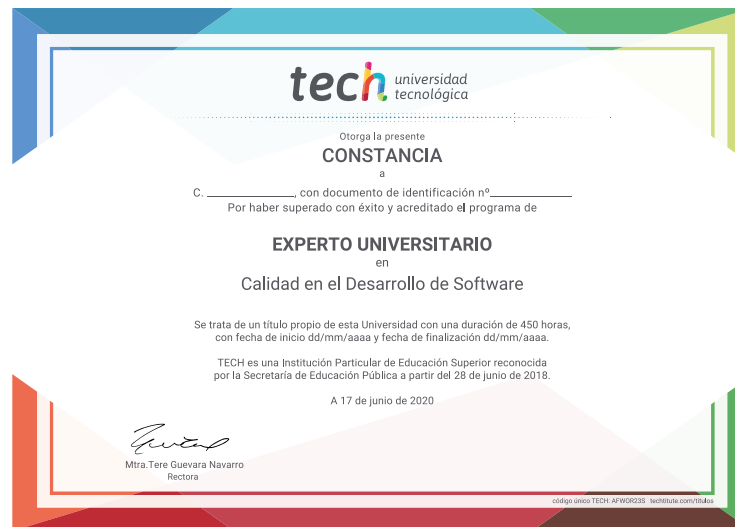 tech universidad
tecnológica
Otorga la presente
CONSTANCIA
a
C. ________________, con documento de identificación nº______________
Por haber superado con éxito y acreditado el programa de
EXPERTO UNIVERSITARIO
en
Calidad en el Desarrollo de Software
Se trata de un título propio de esta Universidad con una duración de 450 horas,
con fecha de inicio dd/mm/aaaa y fecha de finalización dd/mm/aaaa.
TECH es una Institución Particular de Educación Superior reconocida
por la Secretaría de Educación Pública a partir del 28 de junio de 2018.
A 17 de junio de 2020
Mtra.Tere Guevara Navarro
Rectora
código único TECH: AFWOR23S techtitute.com/títulos